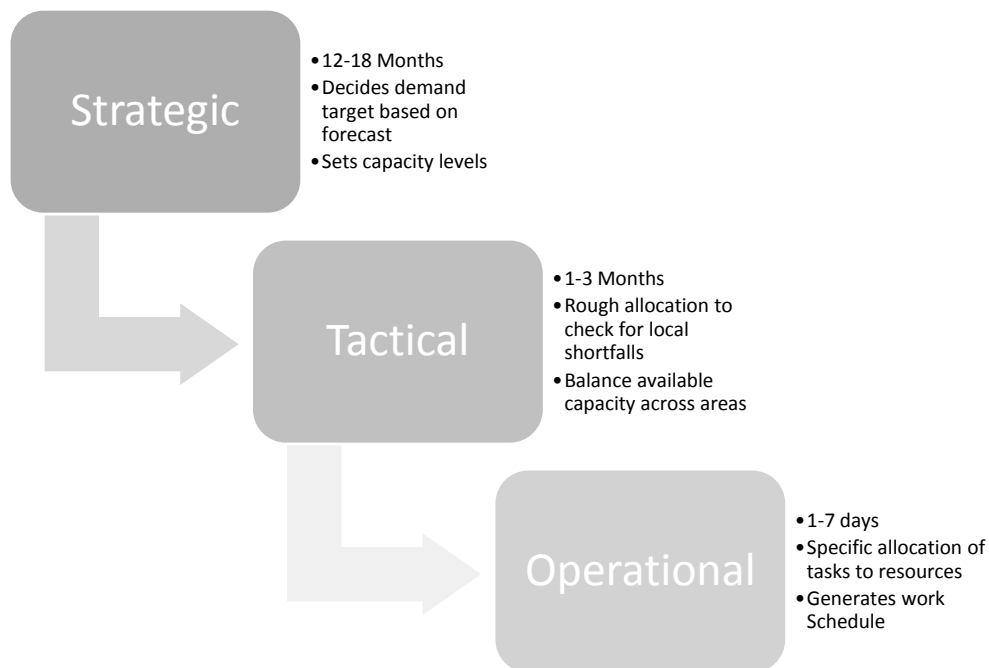 Strategic
•12-18 Months
•Decides demand
target based on
forecast
•Sets capacity levels
Tactical
•1-3 Months
•Rough allocation to
check for local
shortfalls
•Balance available
capacity across areas
Operational
•1-7 days
•Specific allocation of
tasks to resources
•Generates work
Schedule